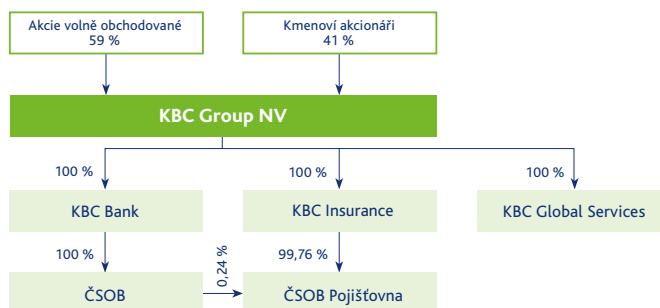 Akcie volně obchodované
59 %
Kmenoví akcionáři
41 %
KBC Group NV
100 %
100 %
100 %
KBC Bank
KBC Insurance
KBC Global Services
100 %
0,24 %
99,76 %
ČSOB
ČSOB Pojišťovna